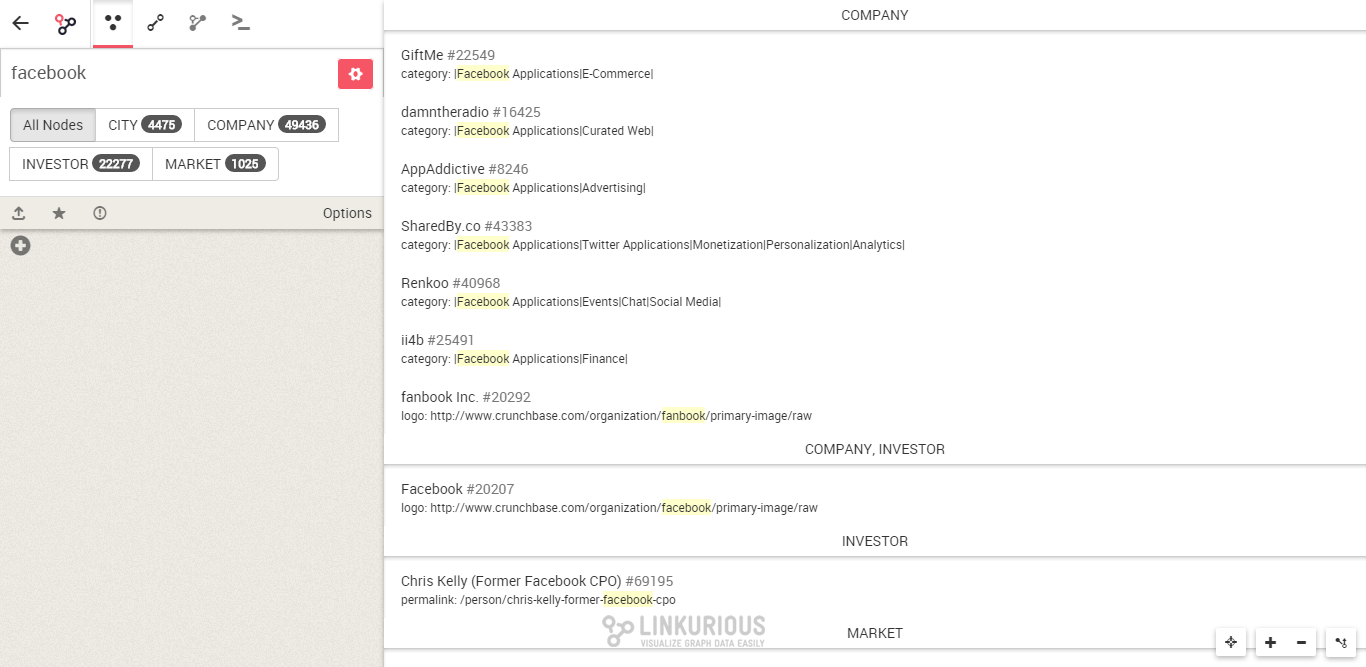 facebook
All Nodes
CITY 4475
COMPANY 49436
INVESTOR 22277
MARKET 1025
Options
COMPANY
GiftMe #22549
category: |Facebook Applications|E-Commerce|
damntheradio #16425
category: |Facebook Applications|Curated Web|
AppAddictive #8246
category: |Facebook Applications|Advertising|
SharedBy.co #43383
category: |Facebook Applications|Twitter Applications|Monetization|Personalization|Analytics|
Renkoo #40968
category: |Facebook Applications|Events|Chat|Social Media|
ii4b #25491
category: |Facebook Applications|Finance|
fanbook Inc. #20292
logo: http://www.crunchbase.com/organization/fanbook/primary-image/raw
COMPANY, INVESTOR
Facebook #20207
logo: http://www.crunchbase.com/organization/facebook/primary-image/raw
INVESTOR
Chris Kelly (Former Facebook CPO) #69195
permalink: /person/chris-kelly-former-facebook-cpo
LINKURIOUS
VISUALIZE GRAPH DATA EASILY
MARKET